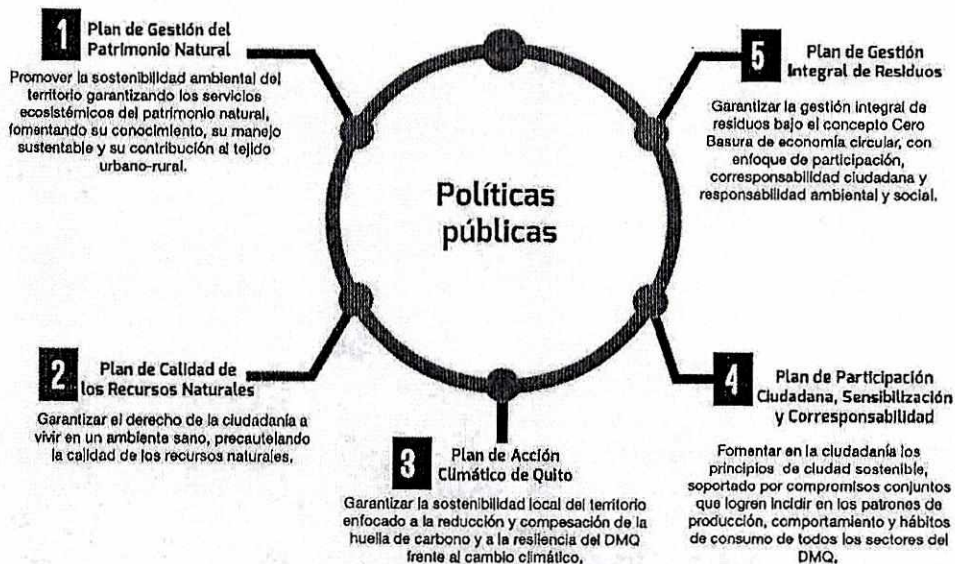 1
Plan de Gestión del
Patrimonio Natural
Promover la sostenibilidad ambiental del
territorio garantizando los servicios
ecosistémicos del patrimonio natural,
fomentando su conocimiento, su manejo
sustentable y su contribución al tejido
urbano-rural.
2
Plan de Calidad de
los Recursos Naturales
Garantizar el derecho de la ciudadanía a
vivir en un ambiente sano, precautelando
la calidad de los recursos naturales.
Políticas
públicas
3
Plan de Acción
Climático de Quito
Garantizar la sostenibilidad local del territorio
enfocado a la reducción y compesación de la
huella de carbono y a la resilencia del DMQ
frente al cambio climático.
4
Plan de Participación
Ciudadana, Sensibilización
y Corresponsabilidad
Fomentar en la ciudadanía los
principios de ciudad sostenible,
soportado por compromisos conjuntos
que logren incidir en los patrones de
producción, comportamiento y hábitos
de consumo de todos los sectores del
DMQ.
5
Plan de Gestión
Integral de Residuos
Garantizar la gestión integral de
residuos bajo el concepto Cero
Basura de economía circular, con
enfoque de participación,
corresponsabilidad ciudadana y
responsabilidad ambiental y social.